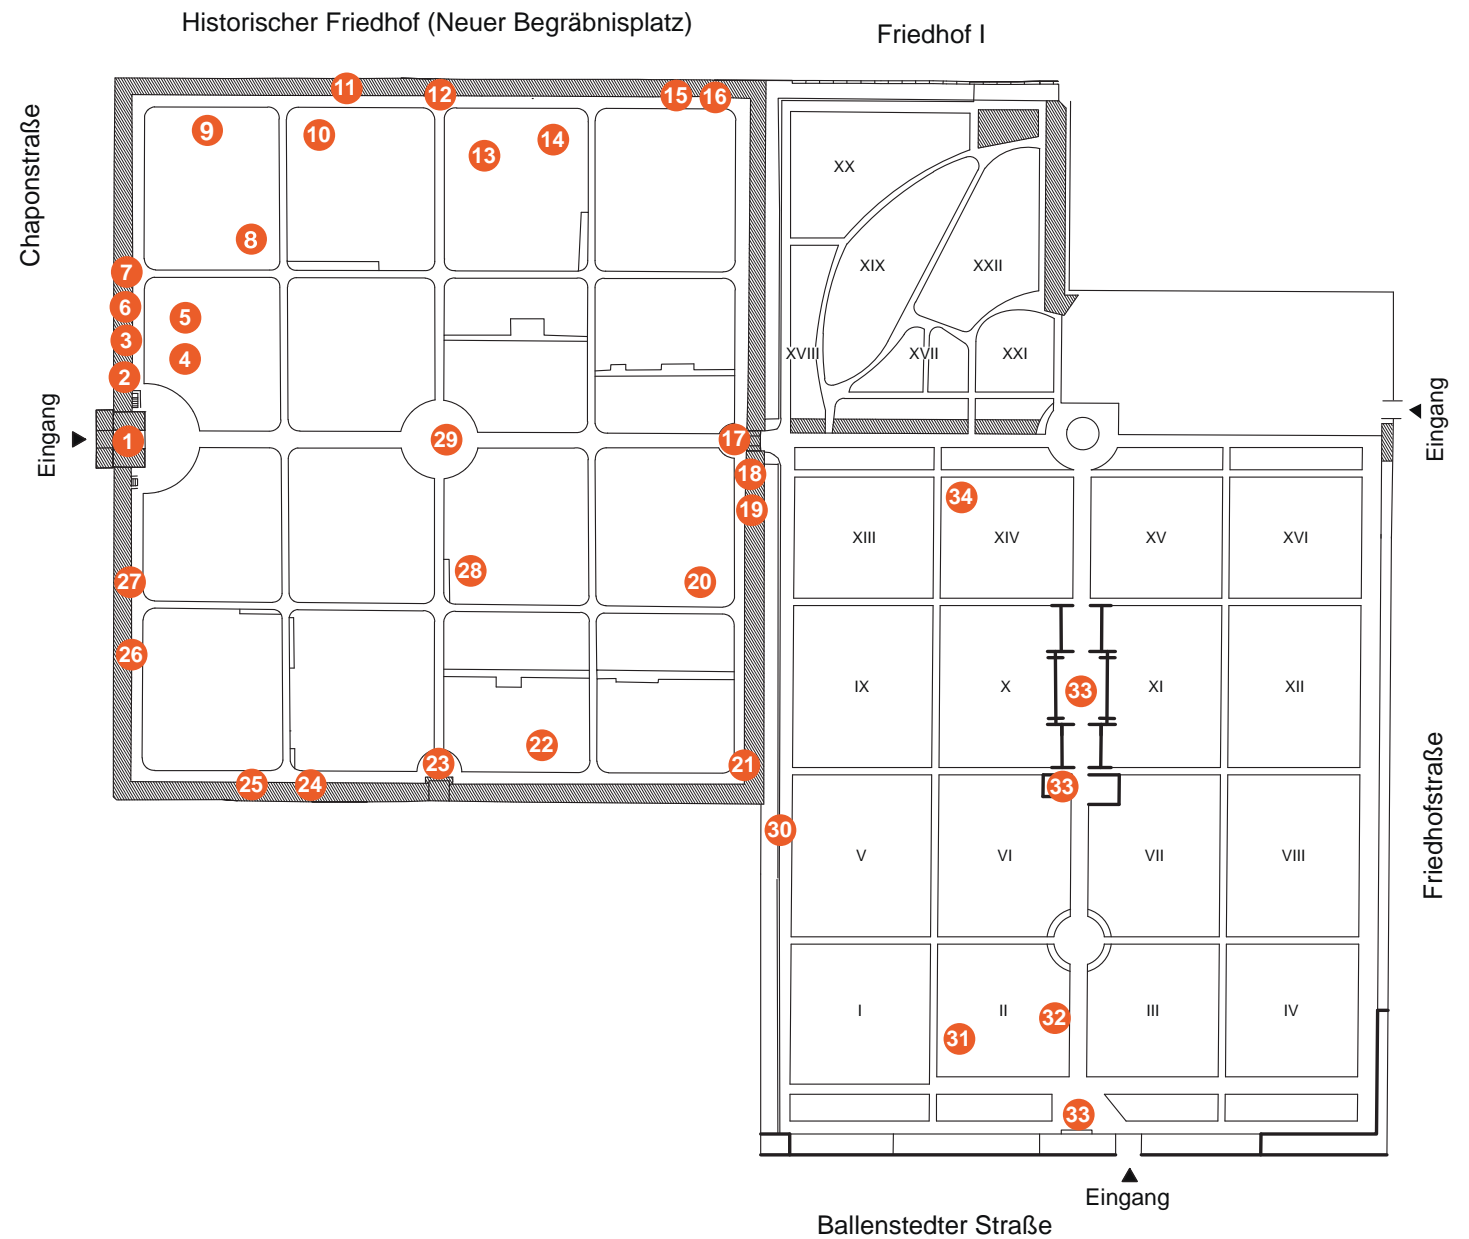 Historischer Friedhof (Neuer Begräbnisplatz)
Friedhof I
Chaponstraße
11
12
15
16
9
10
13
14
XX
8
7
XIX
XXII
6
5
3
4
XVIII
XVII
XXI
2
Eingang
1
29
17
Eingang
18
19
34
XIII
XIV
XV
XVI
27
28
20
26
IX
X
33
XI
XII
22
23
21
25
24
33
30
V
VI
VII
VIII
Friedhofstraße
I
II
32
III
IV
31
33
Eingang
Ballenstedter Straße